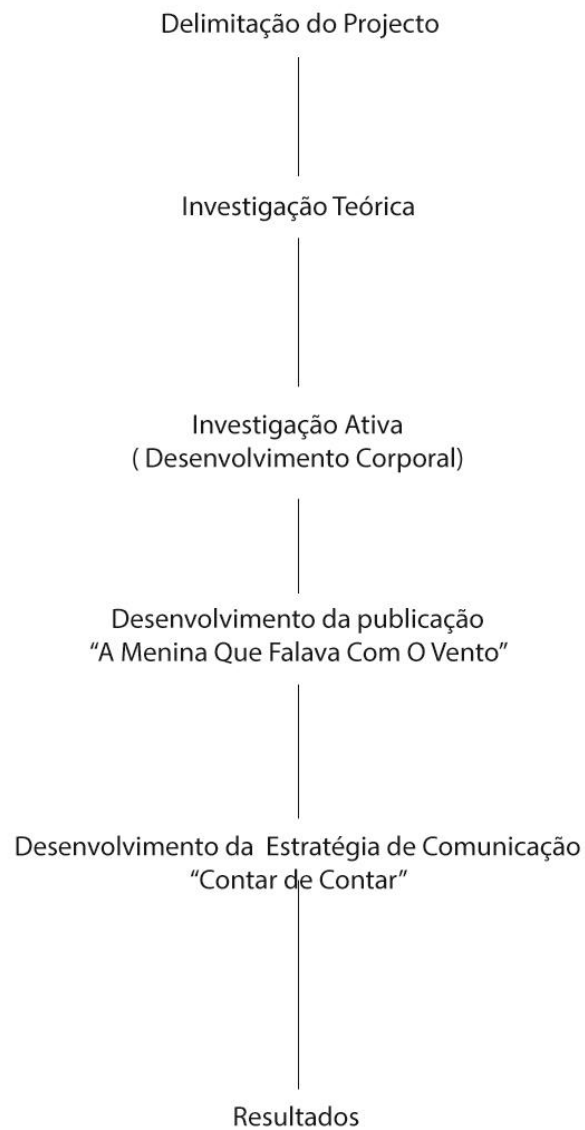 Delimitação do Projecto
Investigação Teórica
Investigação Ativa
( Desenvolvimento Corporal)
Desenvolvimento da publicação
“A Menina Que Falava Com O Vento”
Desenvolvimento da Estratégia de Comunicação
“Contar de Contar”
Resultados